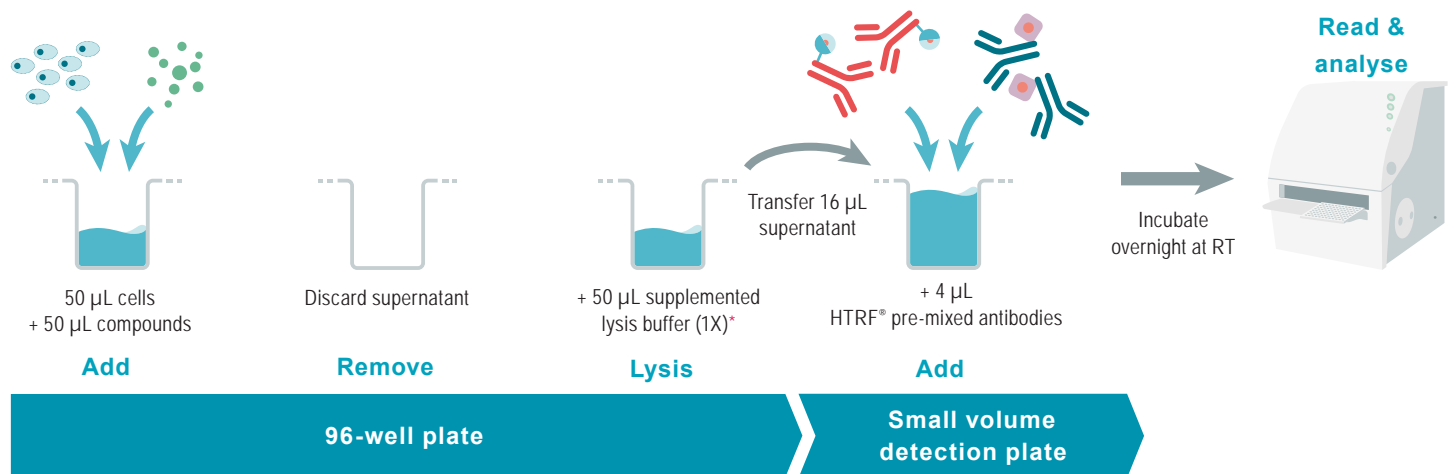 50 µL cells
+ 50 µL compounds
Add
Discard supernatant
Remove
+ 50 µL supplemented
lysis buffer (1X)*
Lysis
Transfer 16 µL
supernatant
+ 4 µL
HTRF® pre-mixed antibodies
Add
Incubate
overnight at RT
Read &
analyse
96-well plate
Small volume
detection plate